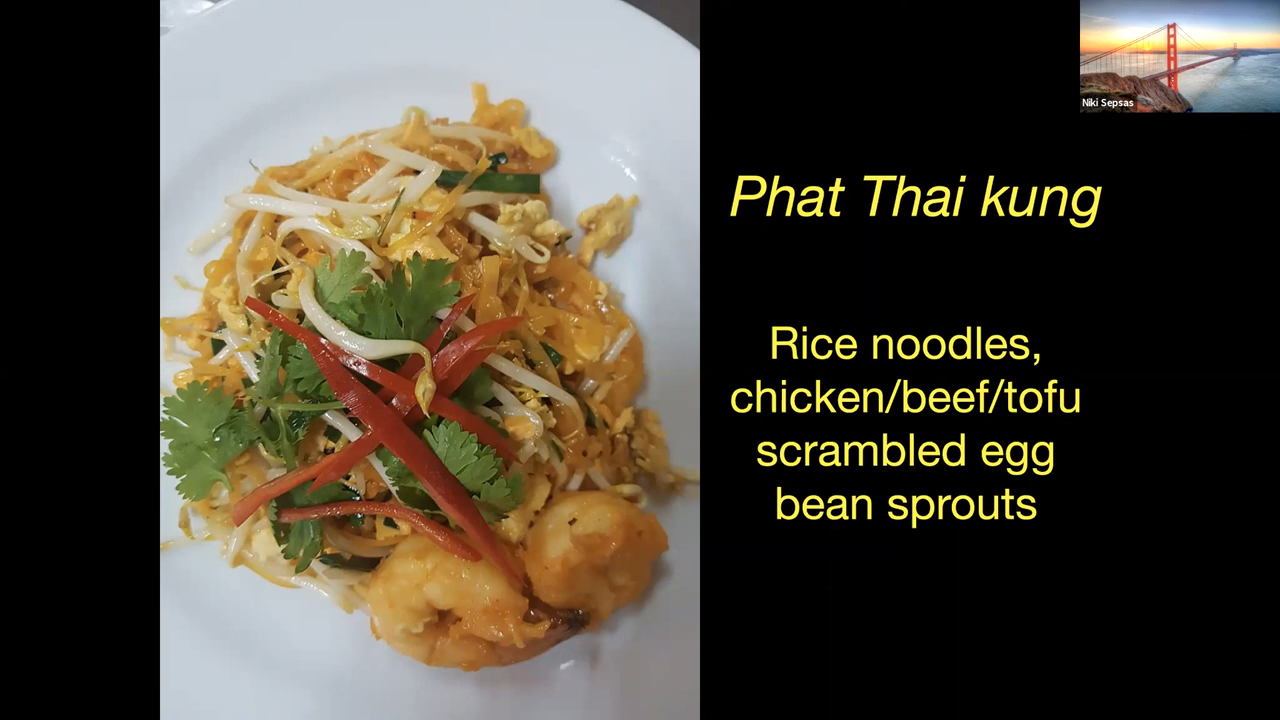 Niki Sepsas
Phat Thai kung
Rice noodles,
chicken/beef/tofu
scrambled egg
bean sprouts